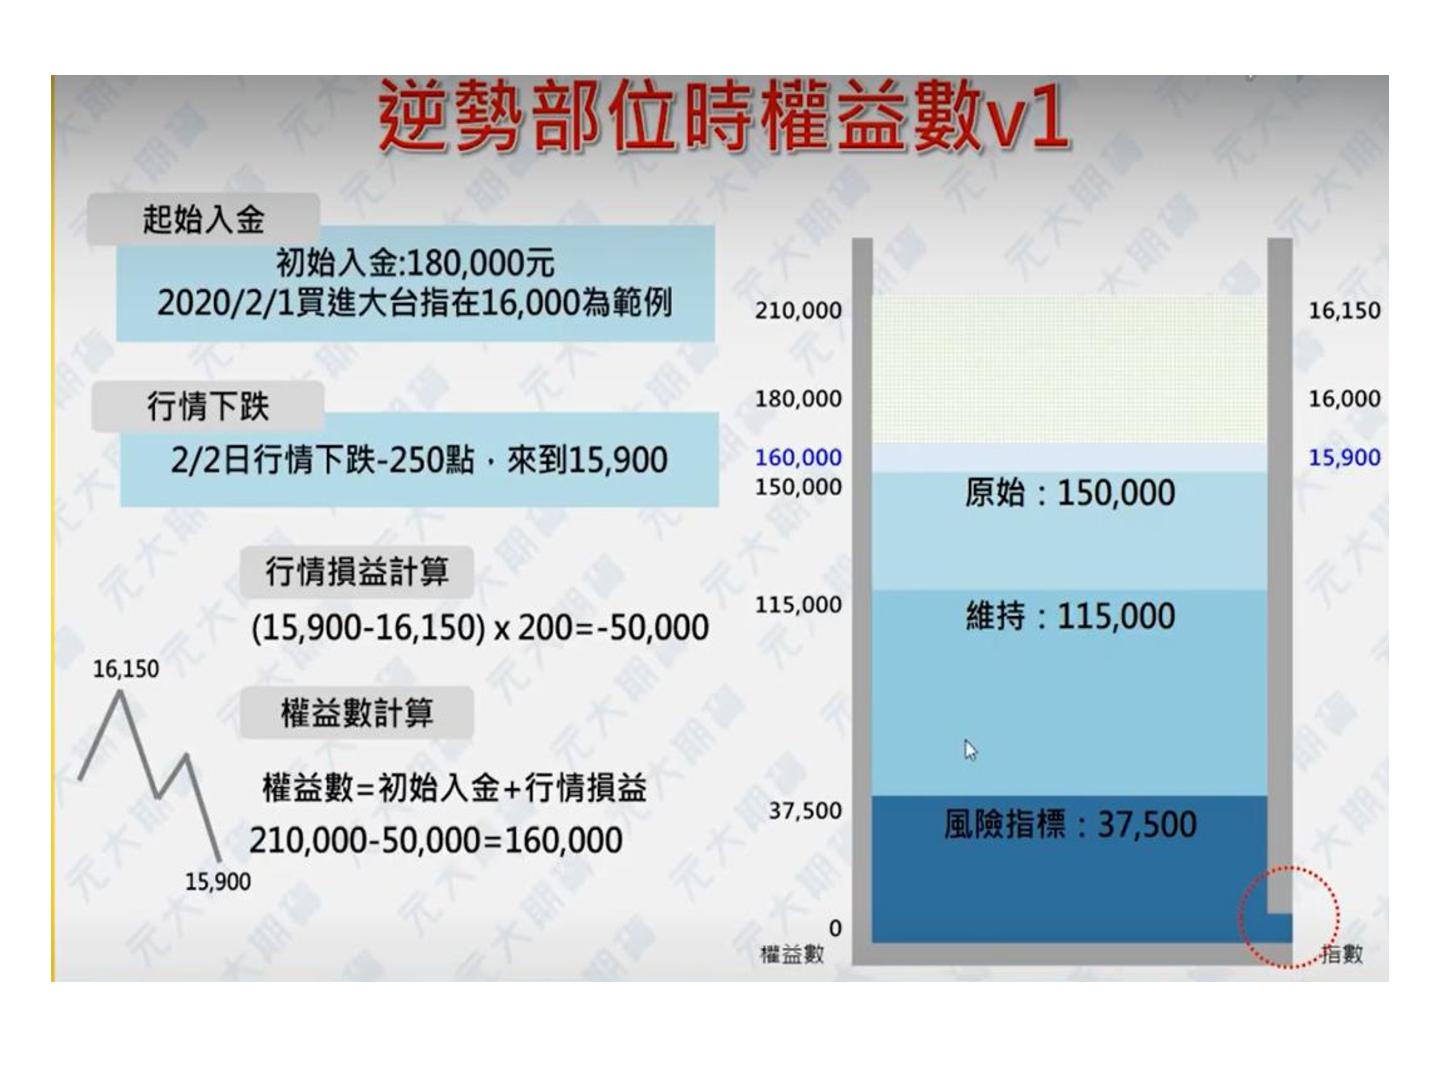 逆勢部位時權益數v1
起始入金
初始入金:180,000元
2020/2/1買進大台指在16,000為範例
行情下跌
2/2日行情下跌-250點，來到15,900
行情損益計算
(15,900-16,150) x 200=-50,000
權益數計算
權益數=初始入金+行情損益
210,000-50,000=160,000
16,150
15,900
210,000
180,000
160,000
150,000
115,000
37,500
0
權益數
原始：150,000
維持：115,000
風險指標：37,500
16,150
16,000
15,900
指數
元大期貨